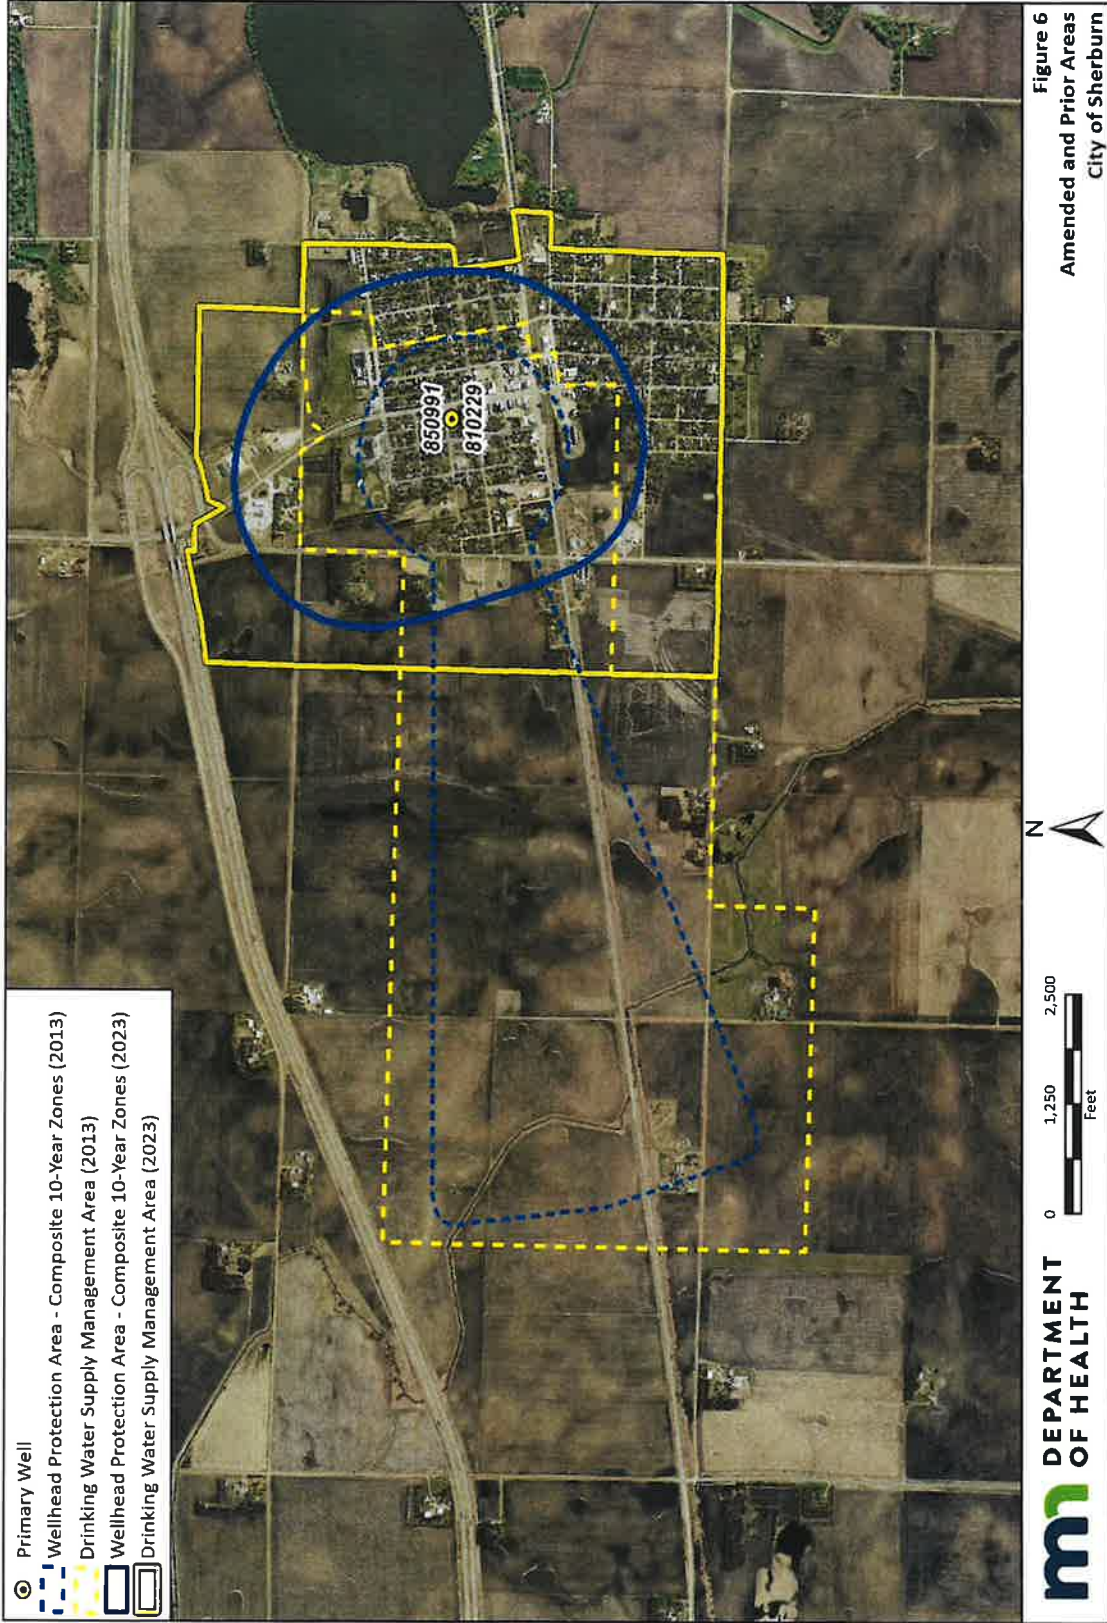 Primary Well
Wellhead Protection Area - Composite 10-Year Zones (2013)
Drinking Water Supply Management Area (2013)
Wellhead Protection Area - Composite 10-Year Zones (2023)
Drinking Water Supply Management Area (2023)
850991
810229
m
DEPARTMENT
OF HEALTH
0 1,250 2,500
Feet
N
Figure 6
Amended and Prior Areas
City of Sherburn